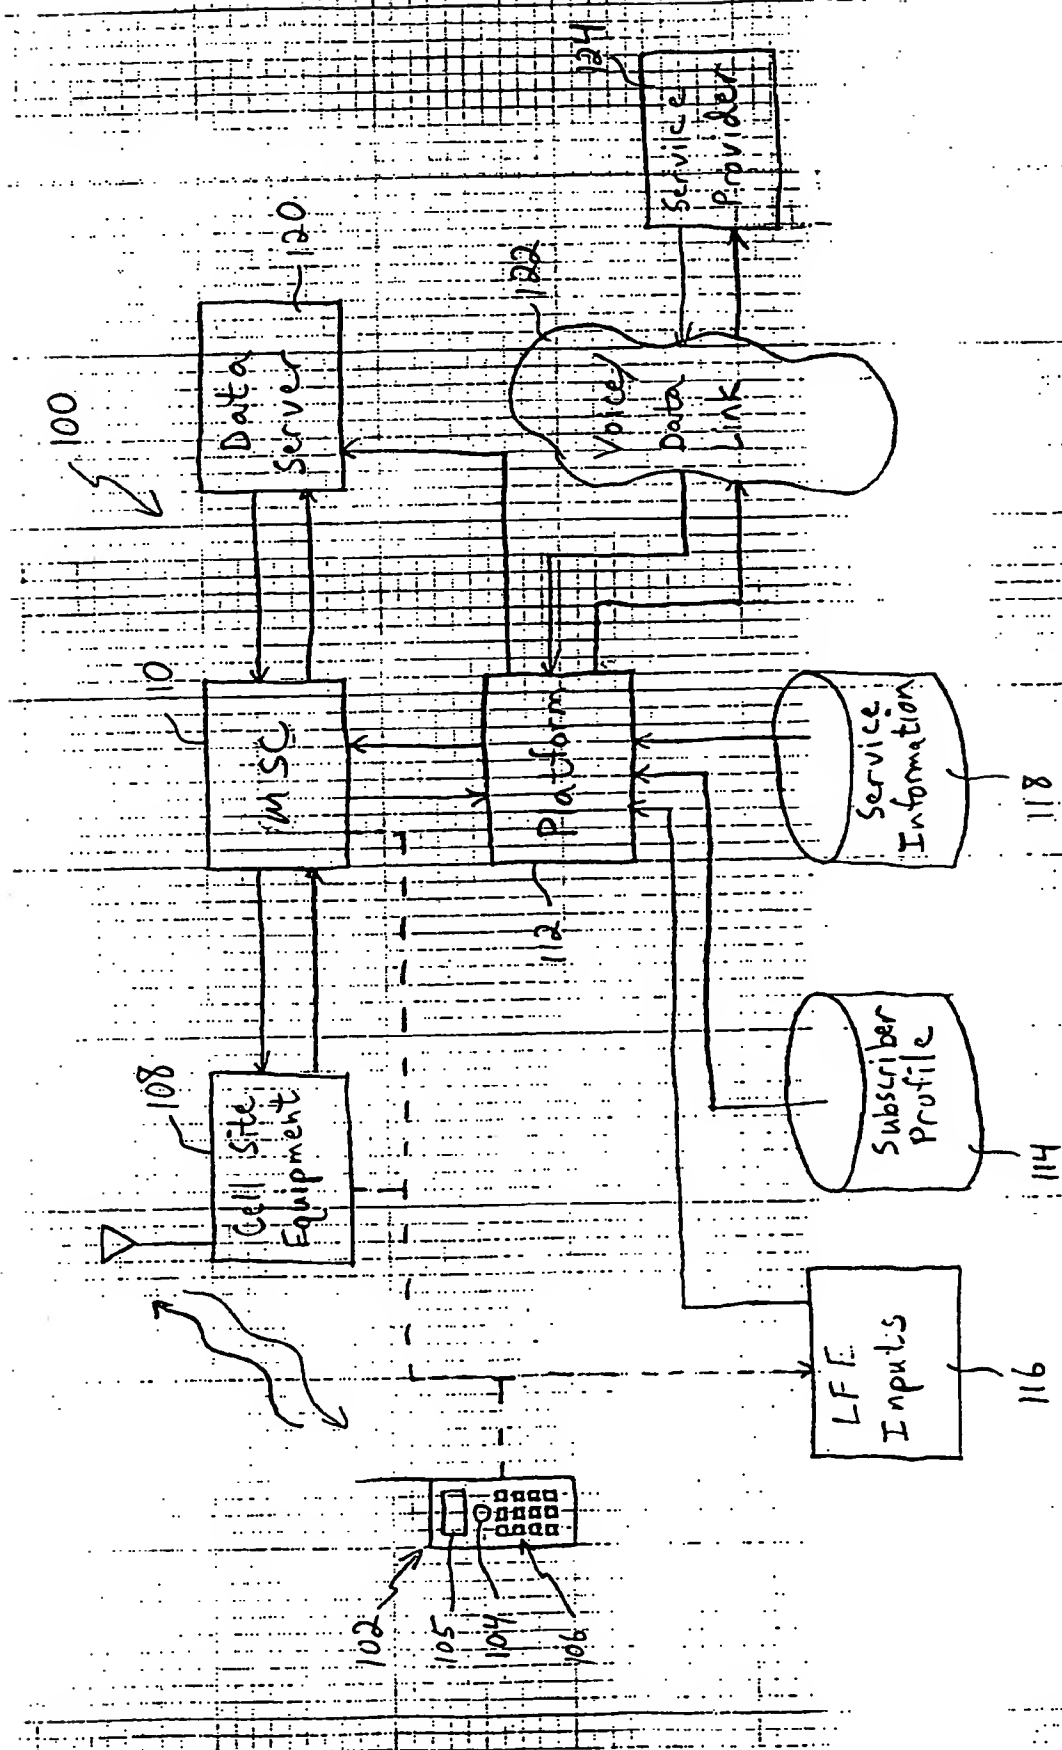 100
108
Cell Site
Equipment
110
MSC
Data
Server
120
102
105
104
106
112
Platform
Voice/
Data
Link
122
124
Service
Provider
LFE
Inputs
116
Subscriber
Profile
114
Service
Information
118